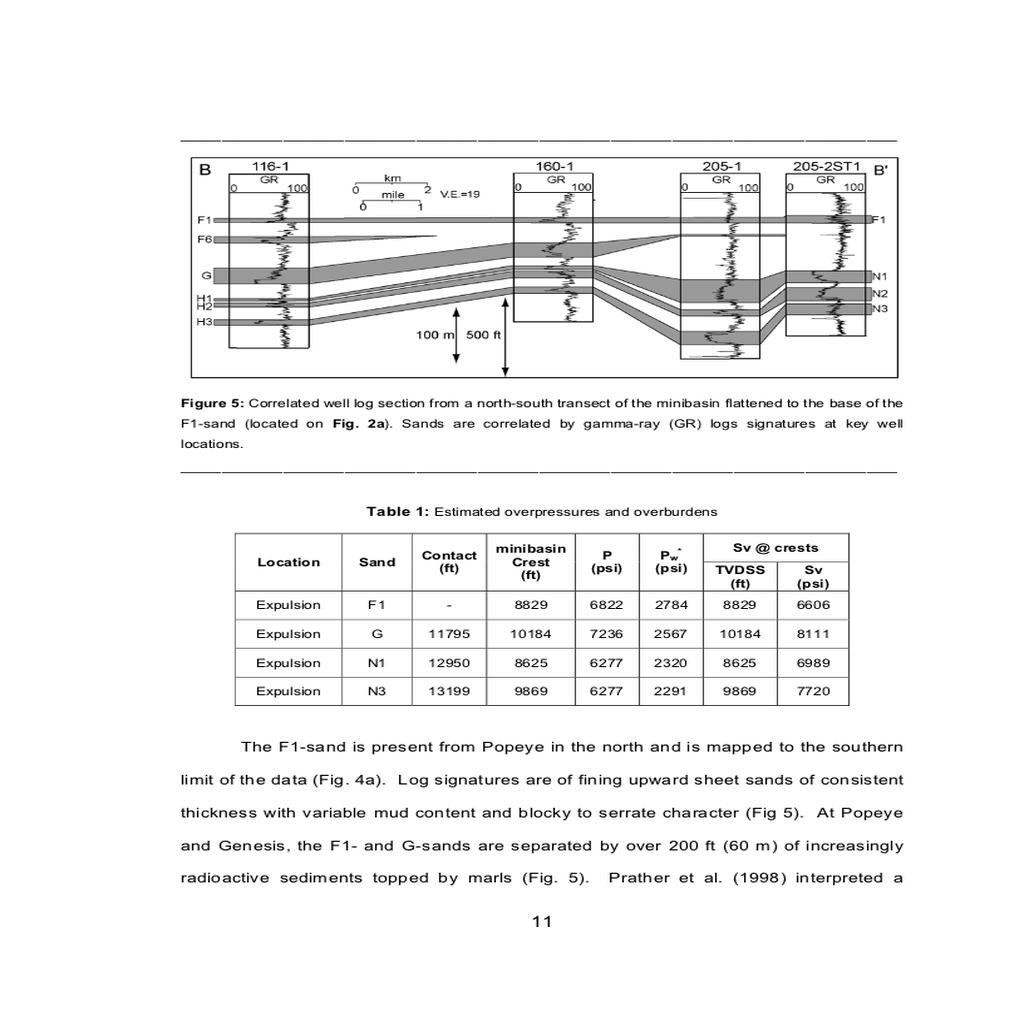 B 116-1 160-1 205-1 205-2ST1 B'
GR GR GR GR
0 100 0 100 0 100 0 100
km
0 2
mile
0 1
V.E.=19
F1 F1
F6
G N1
H1
H2 N2
H3 N3
100 m 500 ft
Figure 5: Correlated well log section from a north-south transect of the minibasin flattened to the base of the
F1-sand (located on Fig. 2a). Sands are correlated by gamma-ray (GR) logs signatures at key well
locations.
Table 1: Estimated overpressures and overburdens
Location Sand Contact (ft) minibasin Crest (ft) P (psi) Pw* (psi) Sv @ crests
TVDSS (ft) Sv (psi)
Expulsion F1 - 8829 6822 2784 8829 6606
Expulsion G 11795 10184 7236 2567 10184 8111
Expulsion N1 12950 8625 6277 2320 8625 6989
Expulsion N3 13199 9869 6277 2291 9869 7720
The F1-sand is present from Popeye in the north and is mapped to the southern
limit of the data (Fig. 4a). Log signatures are of fining upward sheet sands of consistent
thickness with variable mud content and blocky to serrate character (Fig 5). At Popeye
and Genesis, the F1- and G-sands are separated by over 200 ft (60 m) of increasingly
radioactive sediments topped by marls (Fig. 5). Prather et al. (1998) interpreted a
11